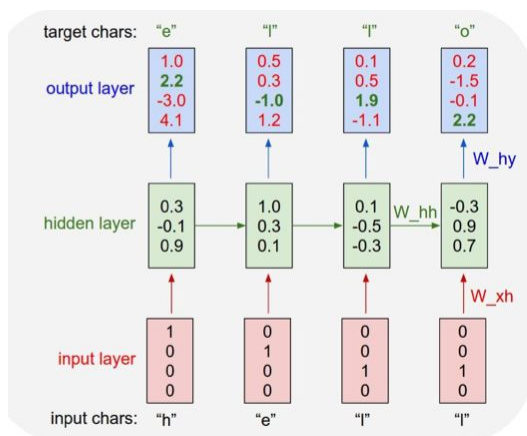 target chars: "e" "l" "l" "o"
output layer
1.0 0.5 0.1 0.2
2.2 0.3 0.5 -1.5
-3.0 -1.0 1.9 -0.1
4.1 1.2 -1.1 2.2
W_hy
hidden layer
0.3 1.0 0.1 -0.3
-0.1 0.3 -0.5 0.9
0.9 0.1 -0.3 0.7
W_hh
W_xh
input layer
1 0 0 0
0 1 0 0
0 0 1 1
0 0 0 0
input chars: "h" "e" "l" "l"